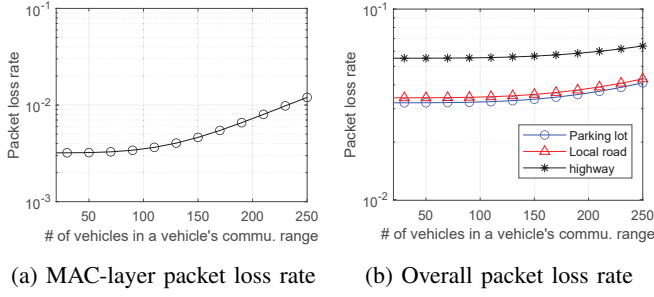 10^-1
10^-2
10^-3
Packet loss rate
50 100 150 200 250
# of vehicles in a vehicle's commu. range
(a) MAC-layer packet loss rate
10^-1
10^-2
Packet loss rate
Parking lot
Local road
highway
50 100 150 200 250
# of vehicles in a vehicle's commu. range
(b) Overall packet loss rate